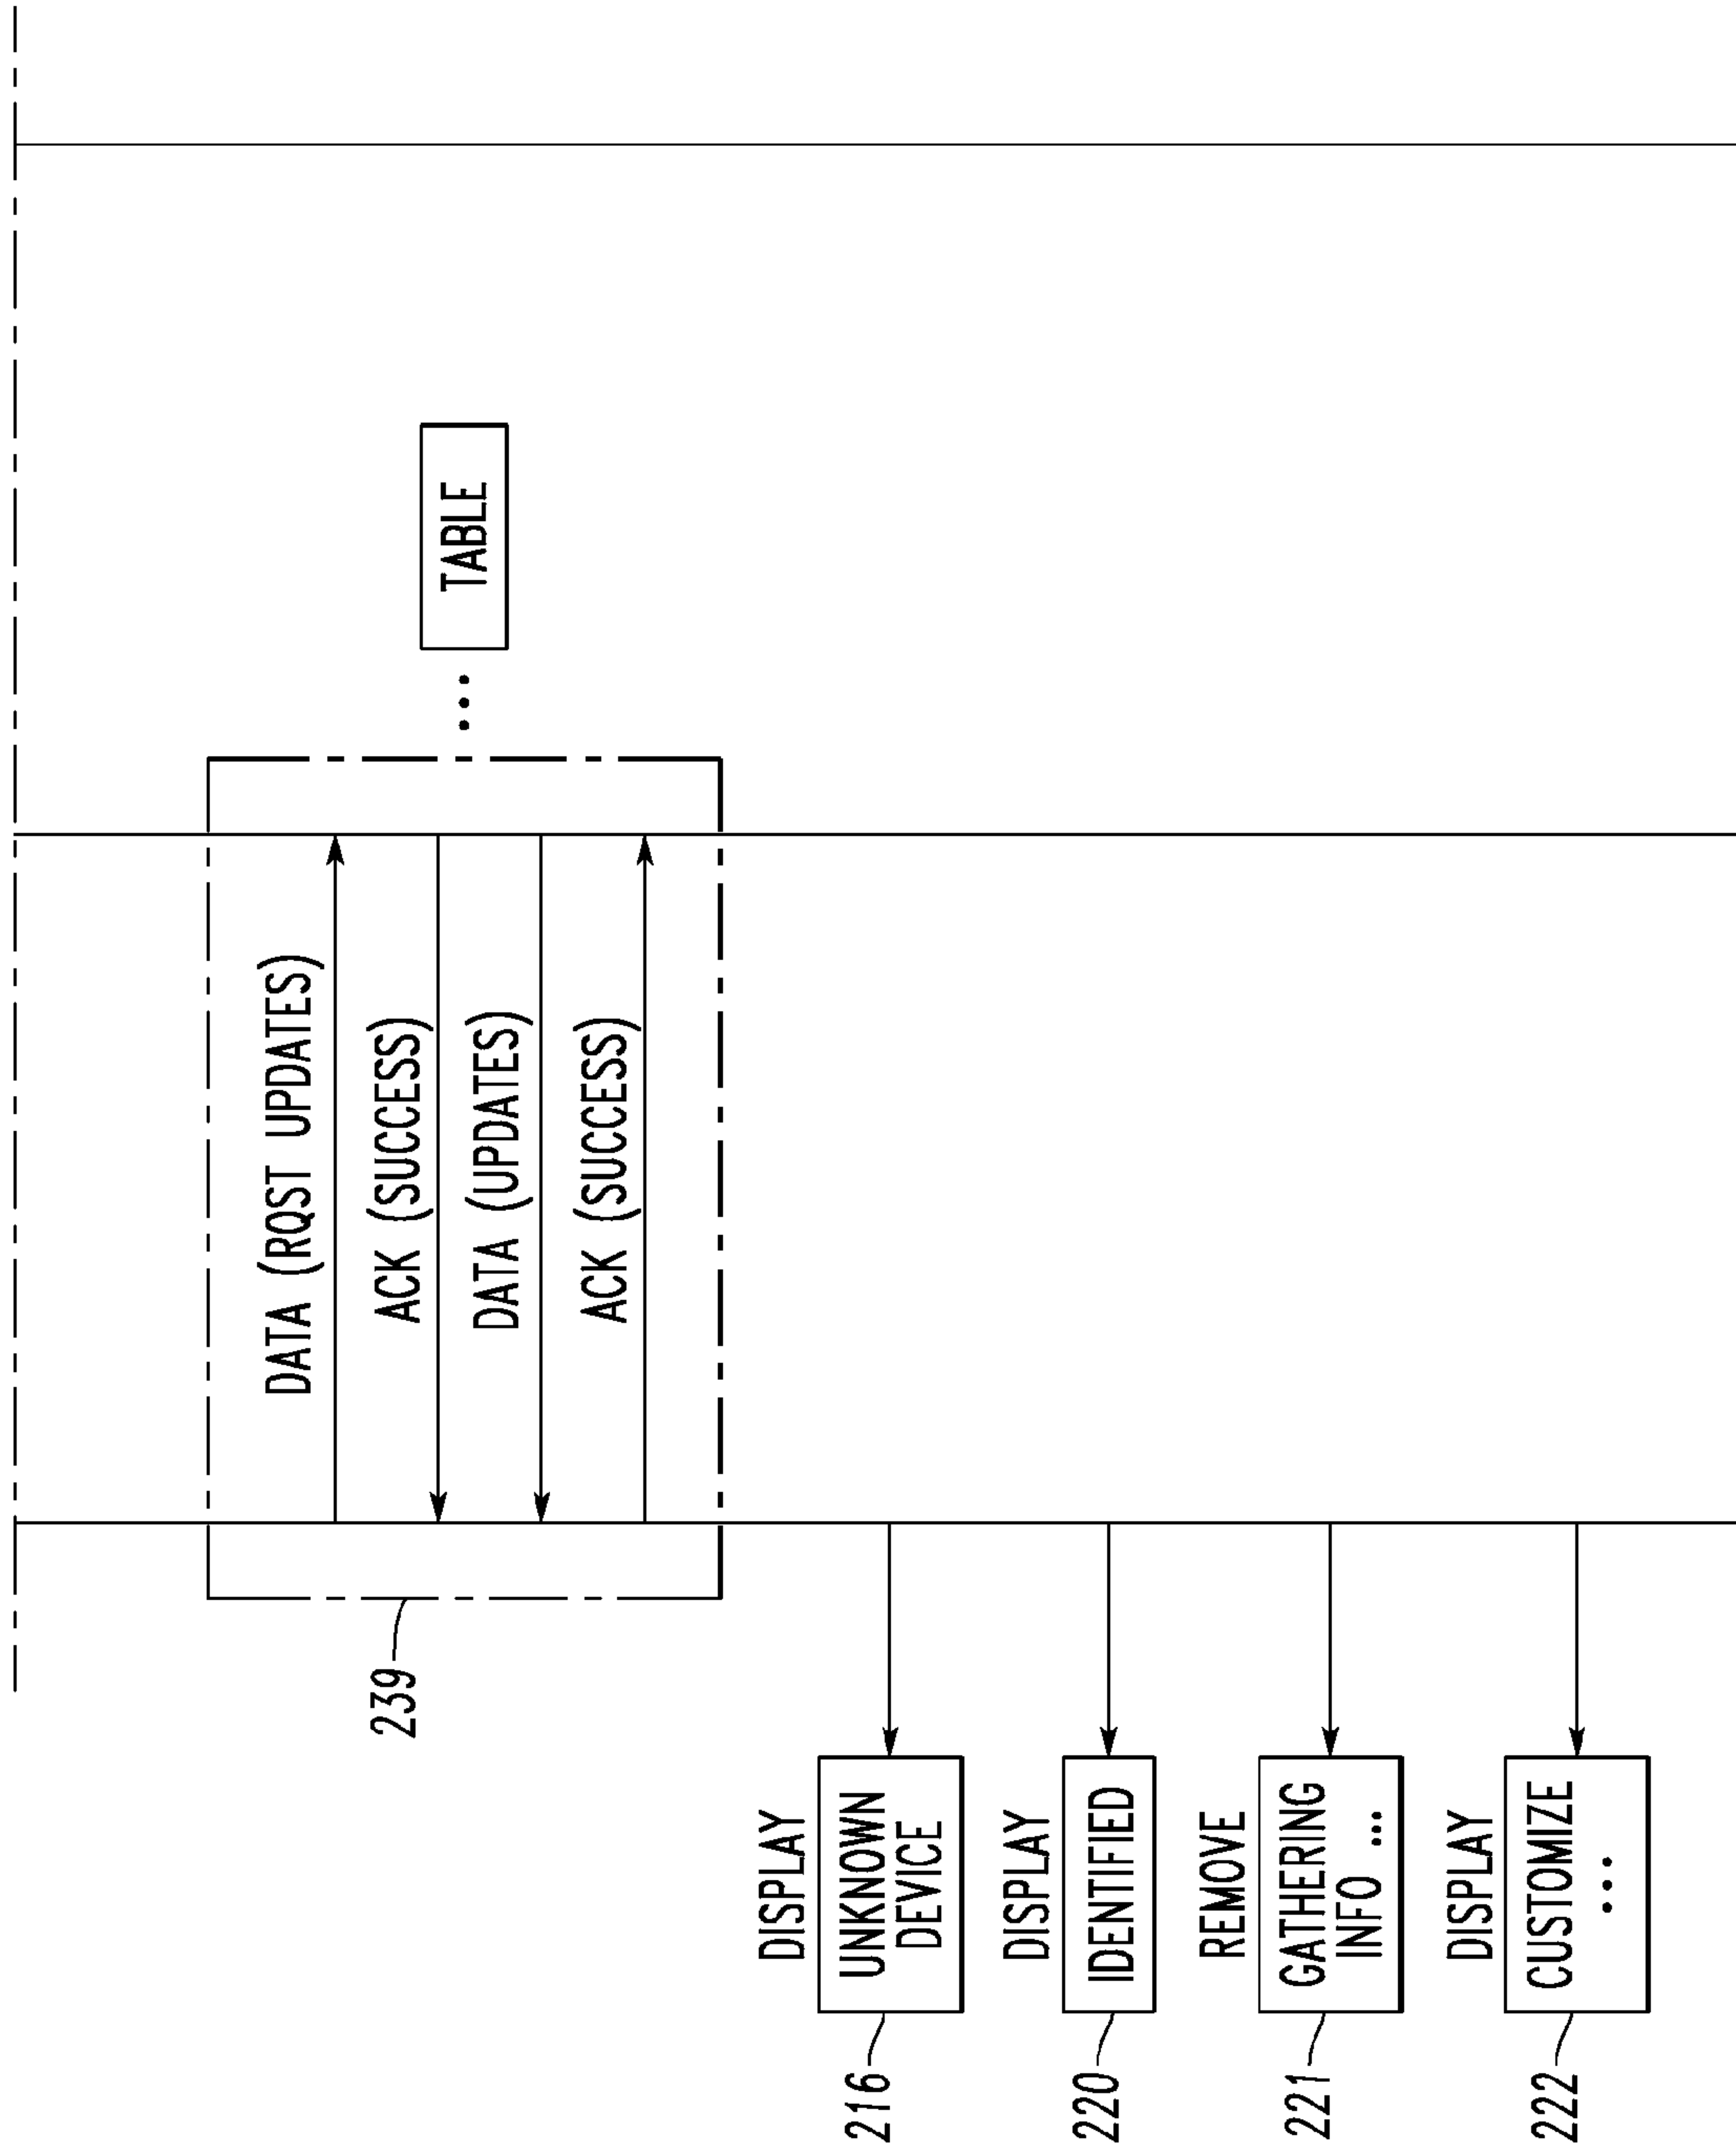 DATA (RQST UPDATES)
ACK (SUCCESS)
DATA (UPDATES)
ACK (SUCCESS)
TABLE
...
239
DISPLAY
UNKNOWN
DEVICE
216
DISPLAY
IDENTIFIED
220
REMOVE
GATHERING
INFO ...
221
DISPLAY
CUSTOMIZE
...
222